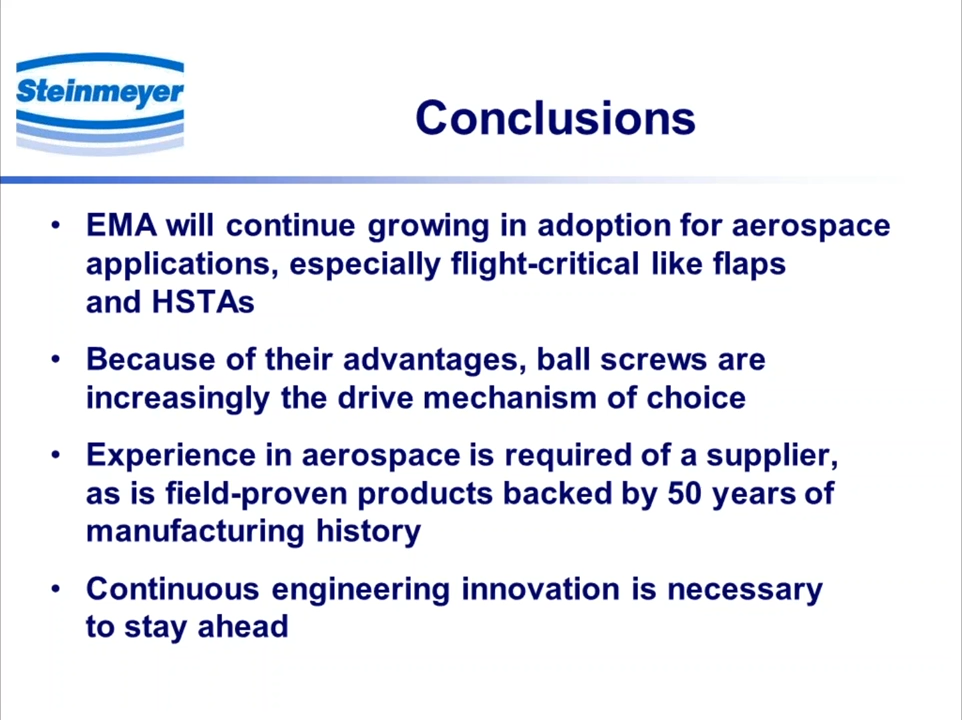 Steinmeyer
Conclusions
• EMA will continue growing in adoption for aerospace
applications, especially flight-critical like flaps
and HSTAs
• Because of their advantages, ball screws are
increasingly the drive mechanism of choice
• Experience in aerospace is required of a supplier,
as is field-proven products backed by 50 years of
manufacturing history
• Continuous engineering innovation is necessary
to stay ahead